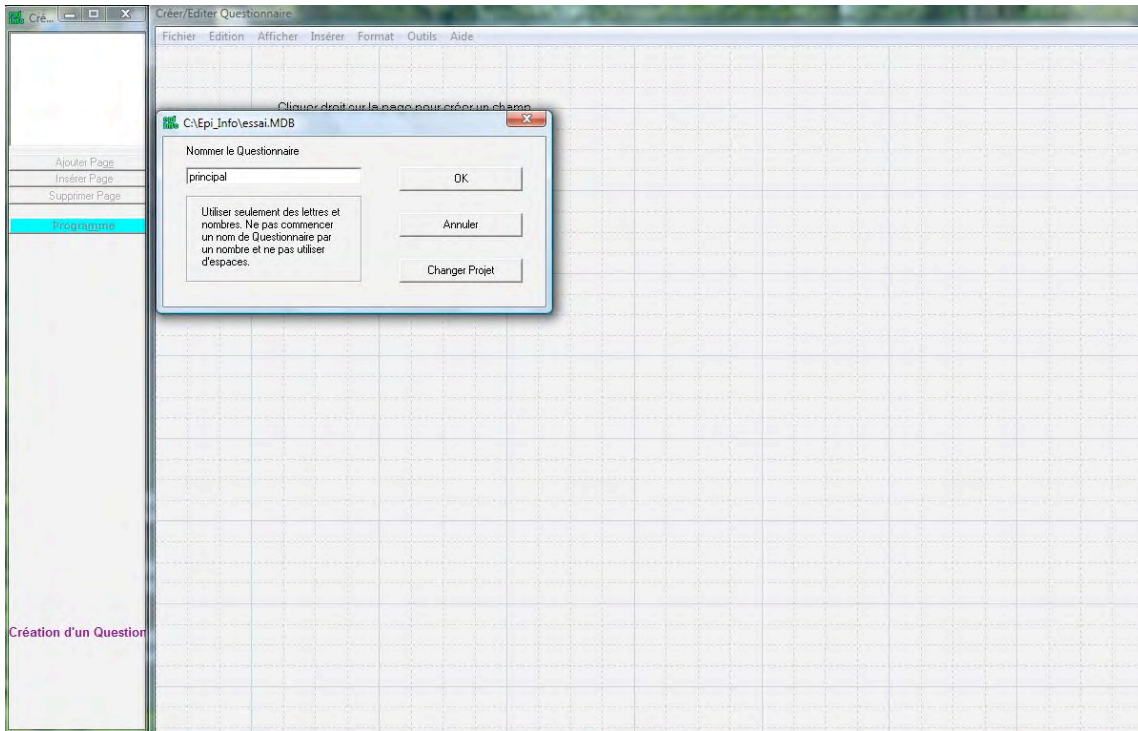 Cré...
Créer/Editer Questionnaire
Fichier Edition Afficher Insérer Format Outils Aide
Cliquer droit sur la page pour créer un champ
C:\Epi_Info\essai.MDB
Nommer le Questionnaire
principal
OK
Utiliser seulement des lettres et
nombres. Ne pas commencer
un nom de Questionnaire par
un nombre et ne pas utiliser
d'espaces.
Annuler
Changer Projet
Ajouter Page
Insérer Page
Supprimer Page
Programme
Création d'un Question